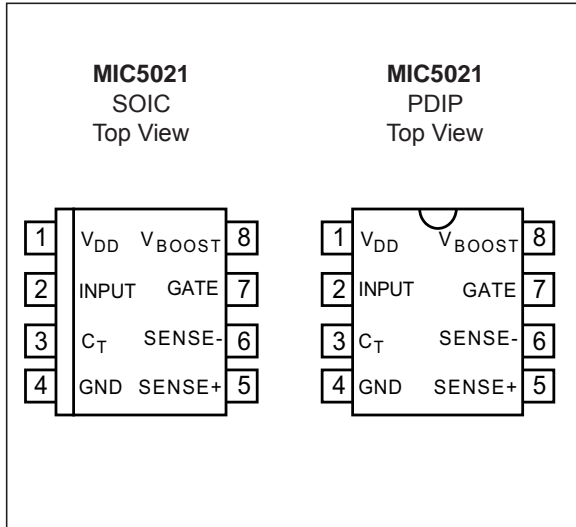 MIC5021
SOIC
Top View
1 VDD VBOOST 8
2 INPUT GATE 7
3 CT SENSE- 6
4 GND SENSE+ 5
MIC5021
PDIP
Top View
1 VDD VBOOST 8
2 INPUT GATE 7
3 CT SENSE- 6
4 GND SENSE+ 5